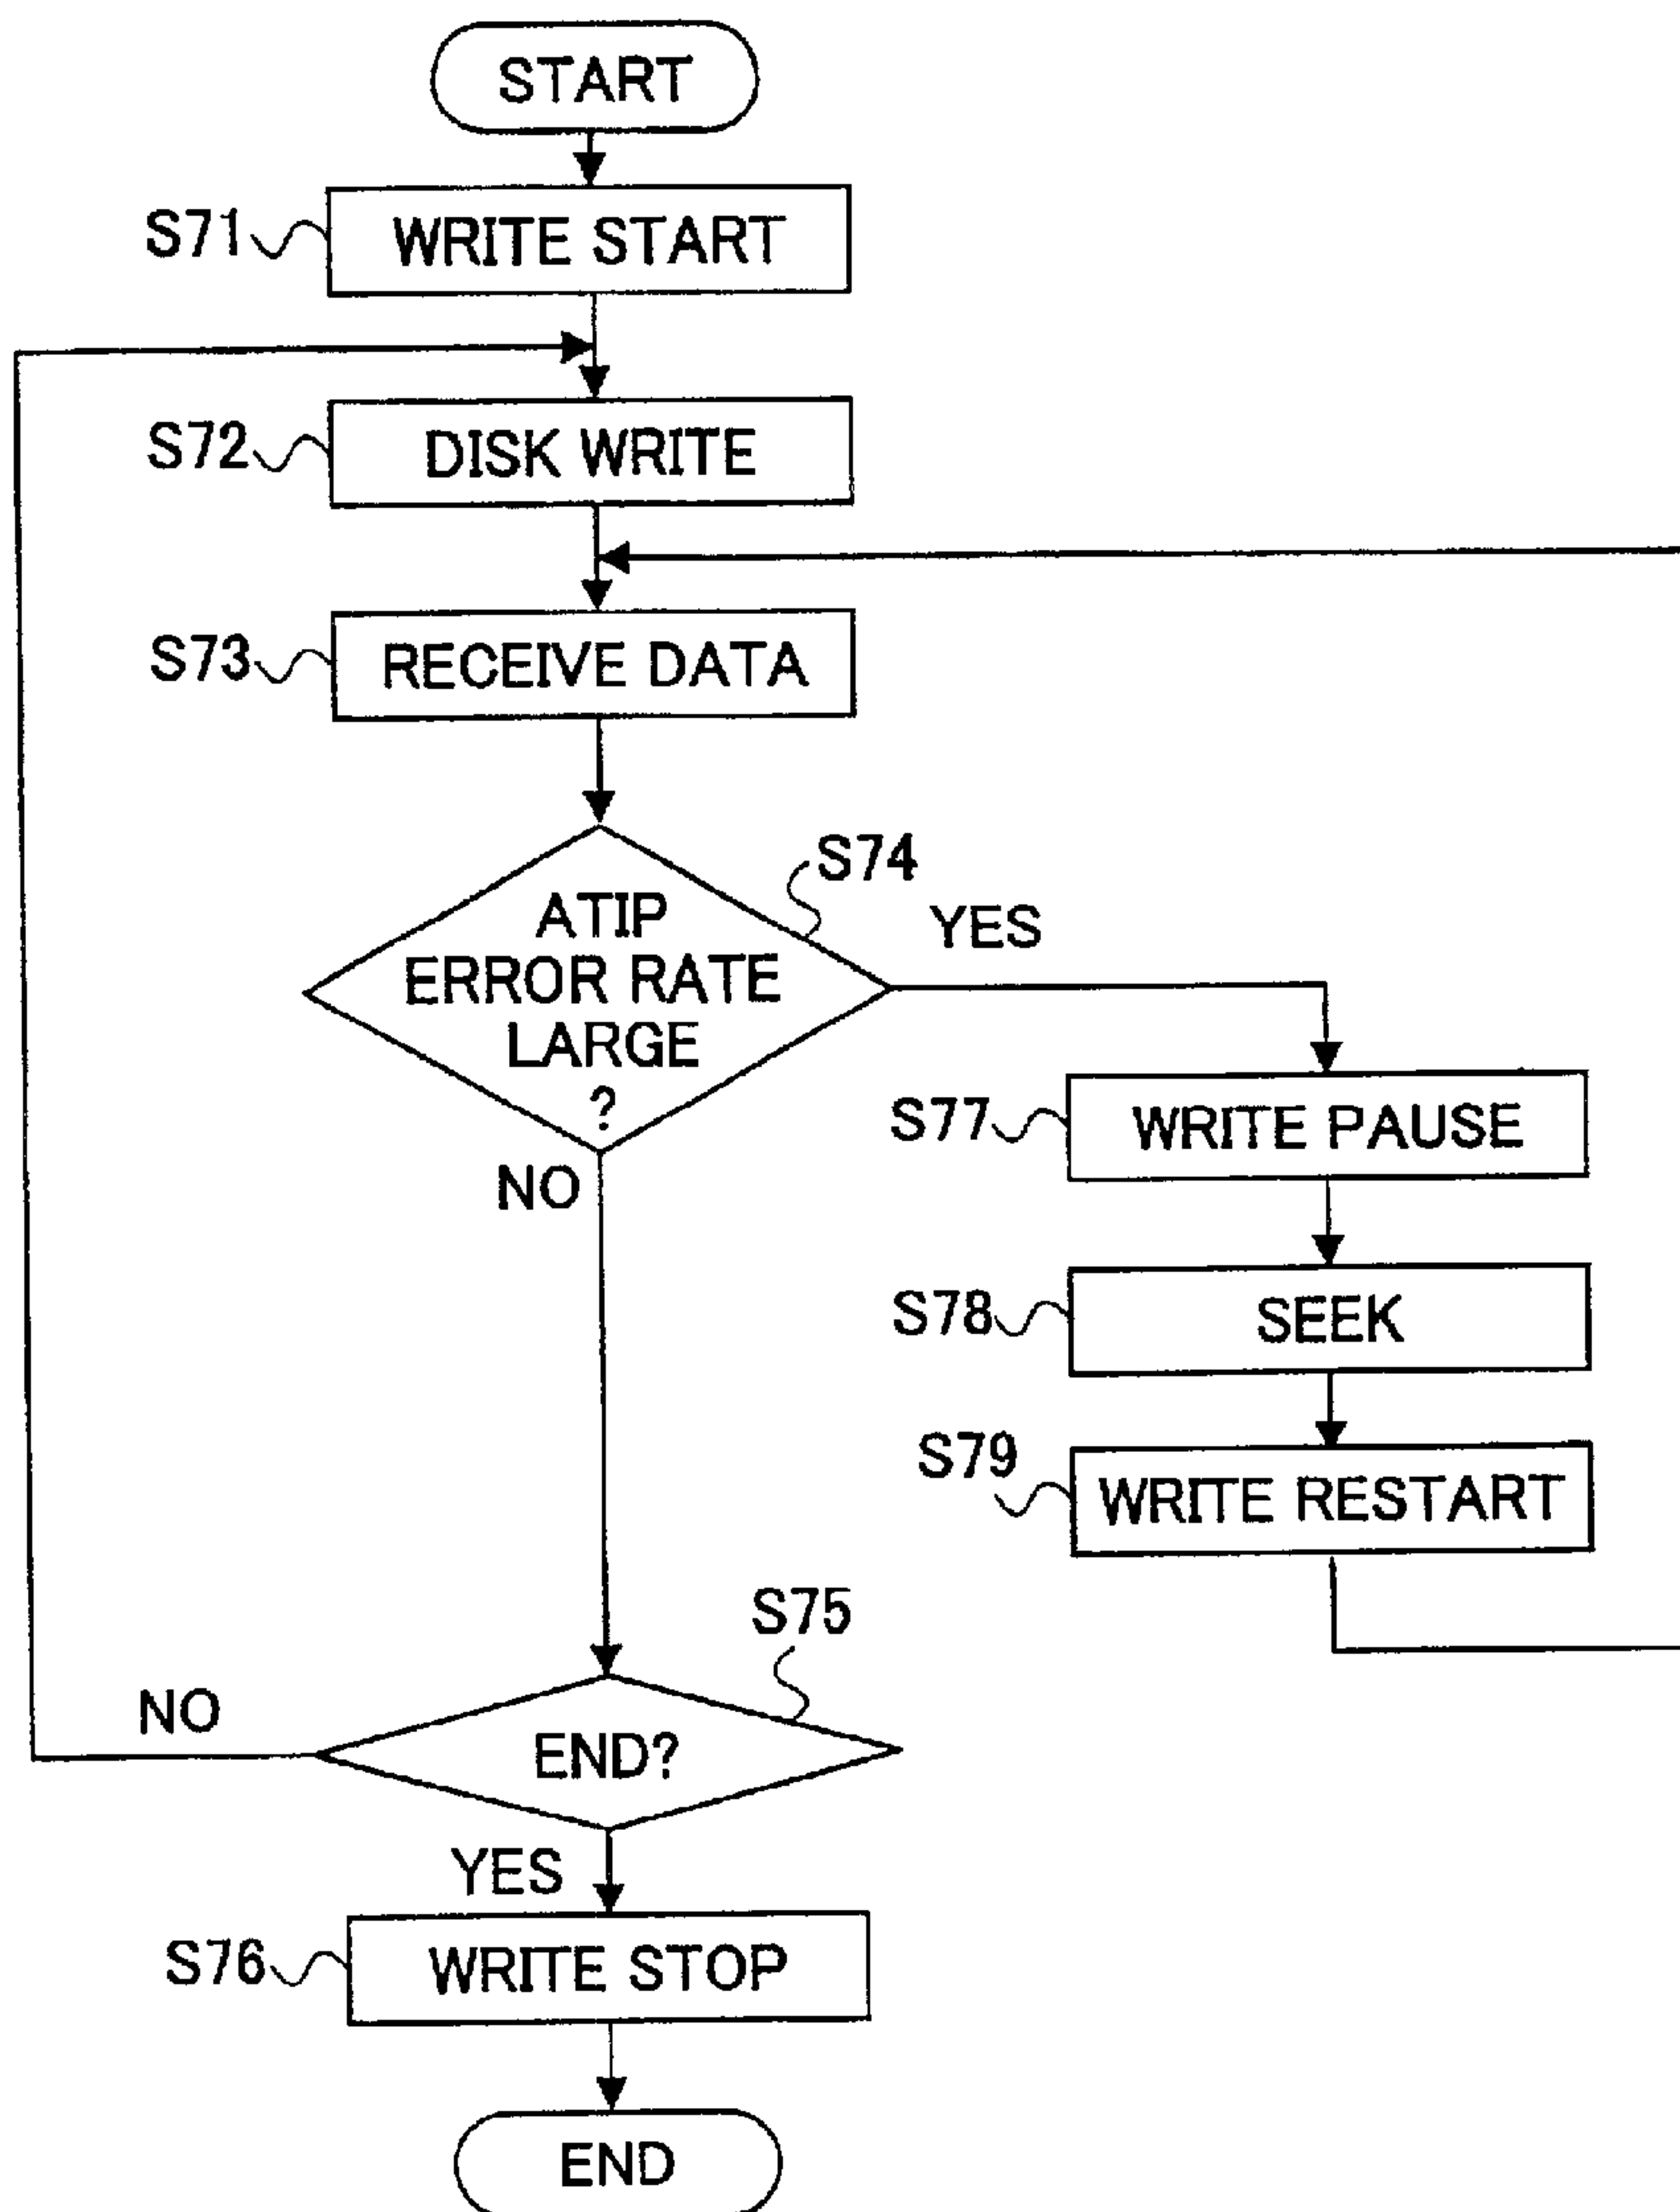 START
S71
WRITE START
S72
DISK WRITE
S73
RECEIVE DATA
S74
ATIP
ERROR RATE
LARGE
?
YES
NO
S77
WRITE PAUSE
S78
SEEK
S79
WRITE RESTART
S75
END?
NO
YES
S76
WRITE STOP
END